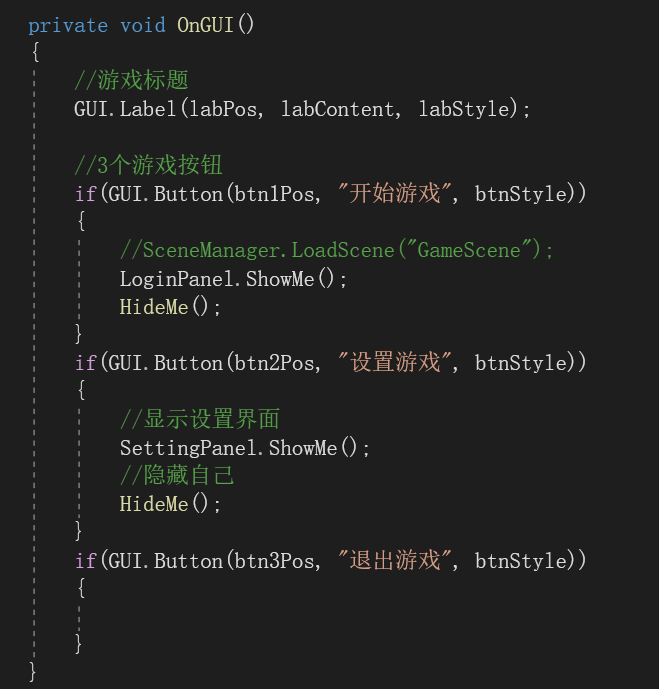 private void OnGUI()
{
//游戏标题
GUI.Label(labPos, labContent, labStyle);
//3个游戏按钮
if(GUI.Button(btn1Pos, "开始游戏", btnStyle))
{
//SceneManager.LoadScene("GameScene");
LoginPanel.ShowMe();
HideMe();
}
if(GUI.Button(btn2Pos, "设置游戏", btnStyle))
{
//显示设置界面
SettingPanel.ShowMe();
//隐藏自己
HideMe();
}
if(GUI.Button(btn3Pos, "退出游戏", btnStyle))
{
}
}